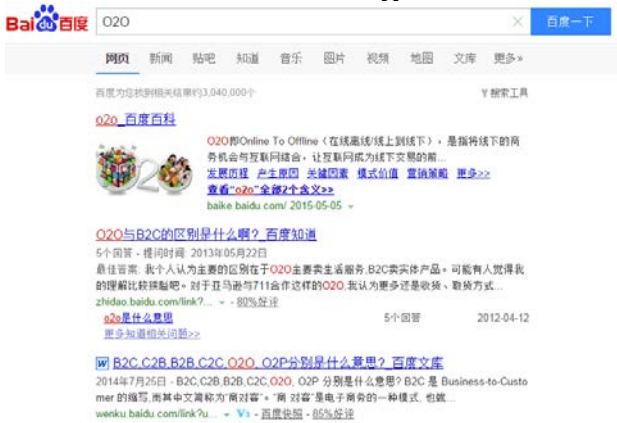 Bai du 百度 O2O × 百度一下
网页 新闻 贴吧 知道 音乐 图片 视频 地图 文库 更多»
百度为您找到相关结果约3,040,000个 搜索工具
o2o_百度百科
O2O即Online To Offline（在线离线/线上到线下），是指将线下的商
务机会与互联网结合，让互联网成为线下交易的前...
发展历程 产生原因 关键因素 模式价值 营销策略 更多>>
查看“o2o”全部2个含义>>
baike.baidu.com/ 2015-05-05
O2O与B2C的区别是什么啊?_百度知道
5个回答 - 提问时间: 2013年05月22日
最佳答案: 我个人认为主要的区别在于O2O主要卖生活服务,B2C卖实体产品。可能有人觉得我
的理解比较狭隘吧。对于亚马逊与711合作这样的O2O,我认为更多还是收货、取货方式...
zhidao.baidu.com/link?... - 80%好评
o2o是什么意思 5个回答 2012-04-12
更多知道相关问题>>
W B2C,C2B,B2B,C2C,O2O, O2P分别是什么意思?_百度文库
2014年7月25日 - B2C,C2B,B2B,C2C,O2O, O2P 分别是什么意思? B2C 是 Business-to-Custo
mer 的缩写,而其中文简称为“商对客”。“商 对客”是电子商务的一种模式, 也就...
wenku.baidu.com/link?u... V3 - 百度快照 - 85%好评